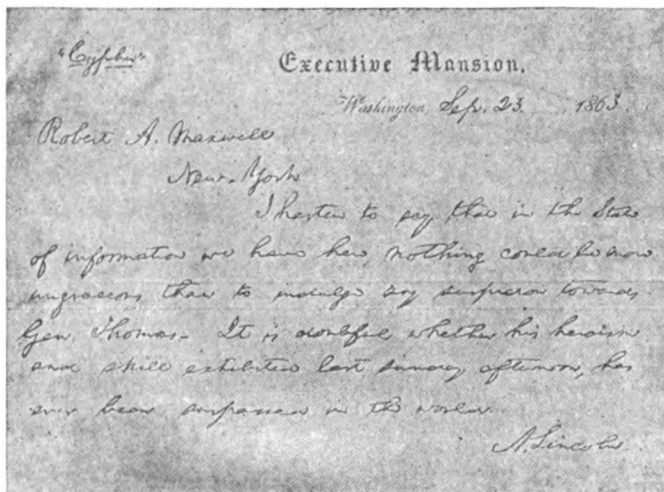 "Cypher"
Executive Mansion,
Washington, Sep. 23. 1863.
Robert A. Maxwell
New-York
I hasten to say that in the State
of information we have here, nothing could be more
ungracious than to indulge any suspicion towards
Gen. Thomas. It is doubtful whether his heroism
and skill exhibited last Sunday afternoon, has
ever been surpassed in the world.
A. Lincoln